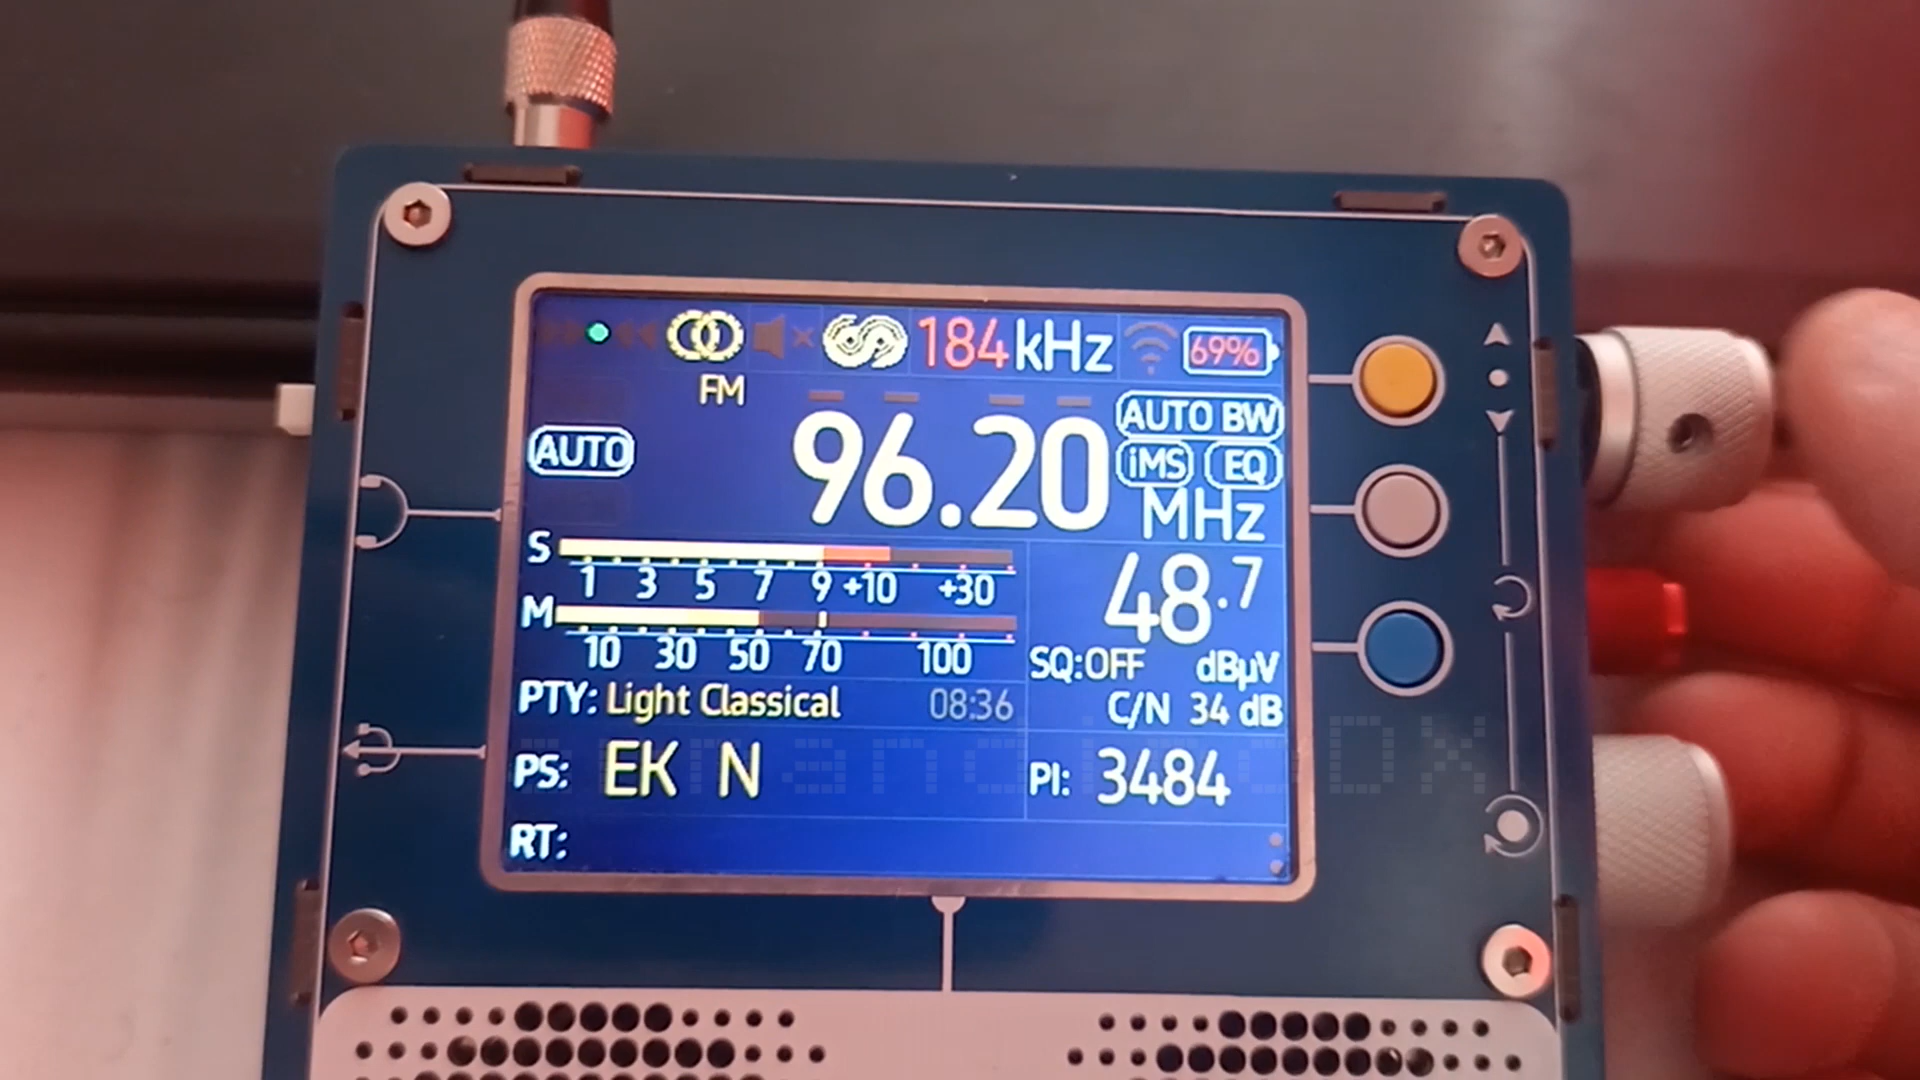 184 kHz 69%
FM
AUTO 96.20 MHz
AUTO BW
iMS EQ
S 1 3 5 7 9 +10 +30
48.7 dBµV
M 10 30 50 70 100
SQ:OFF
PTY: Light Classical 08:36
C/N 34 dB
PS: EK N
PI: 3484
RT: